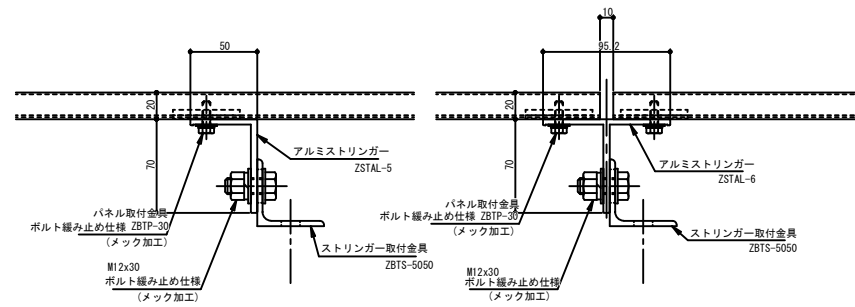 50
20
70
アルミストリンガー
ZSTAL-5
パネル取付金具
ボルト緩み止め仕様 ZBTP-30
(メック加工)
ストリンガー取付金具
ZBTS-5050
M12x30
ボルト緩み止め仕様
(メック加工)
10
95.2
20
70
アルミストリンガー
ZSTAL-6
パネル取付金具
ボルト緩み止め仕様 ZBTP-30
(メック加工)
ストリンガー取付金具
ZBTS-5050
M12x30
ボルト緩み止め仕様
(メック加工)